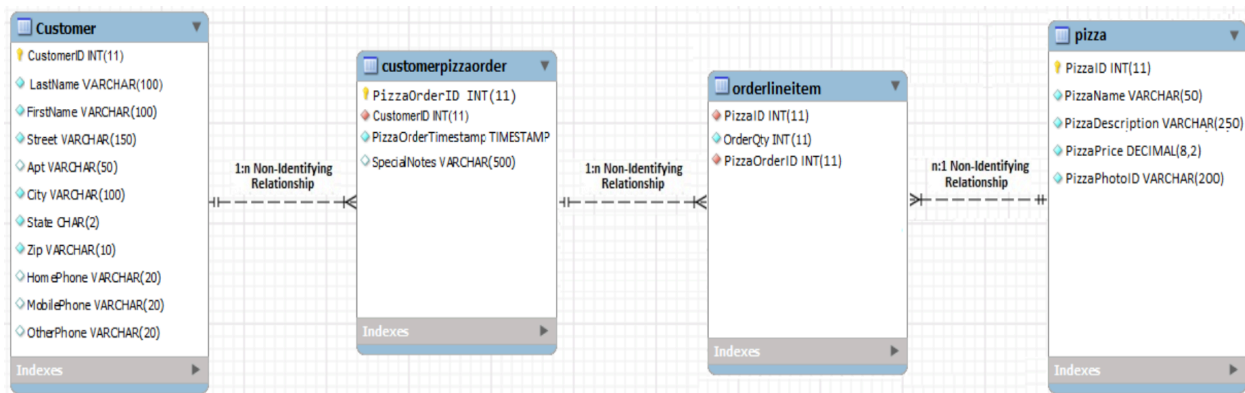 Customer
CustomerID INT(11)
LastName VARCHAR(100)
FirstName VARCHAR(100)
Street VARCHAR(150)
Apt VARCHAR(50)
City VARCHAR(100)
State CHAR(2)
Zip VARCHAR(10)
HomePhone VARCHAR(20)
MobilePhone VARCHAR(20)
OtherPhone VARCHAR(20)
Indexes
1:n Non-Identifying
Relationship
customerpizzaorder
PizzaOrderID INT(11)
CustomerID INT(11)
PizzaOrderTimestamp TIMESTAMP
SpecialNotes VARCHAR(500)
Indexes
1:n Non-Identifying
Relationship
orderlineitem
PizzaID INT(11)
OrderQty INT(11)
PizzaOrderID INT(11)
Indexes
n:1 Non-Identifying
Relationship
pizza
PizzaID INT(11)
PizzaName VARCHAR(50)
PizzaDescription VARCHAR(250)
PizzaPrice DECIMAL(8,2)
PizzaPhotoID VARCHAR(200)
Indexes